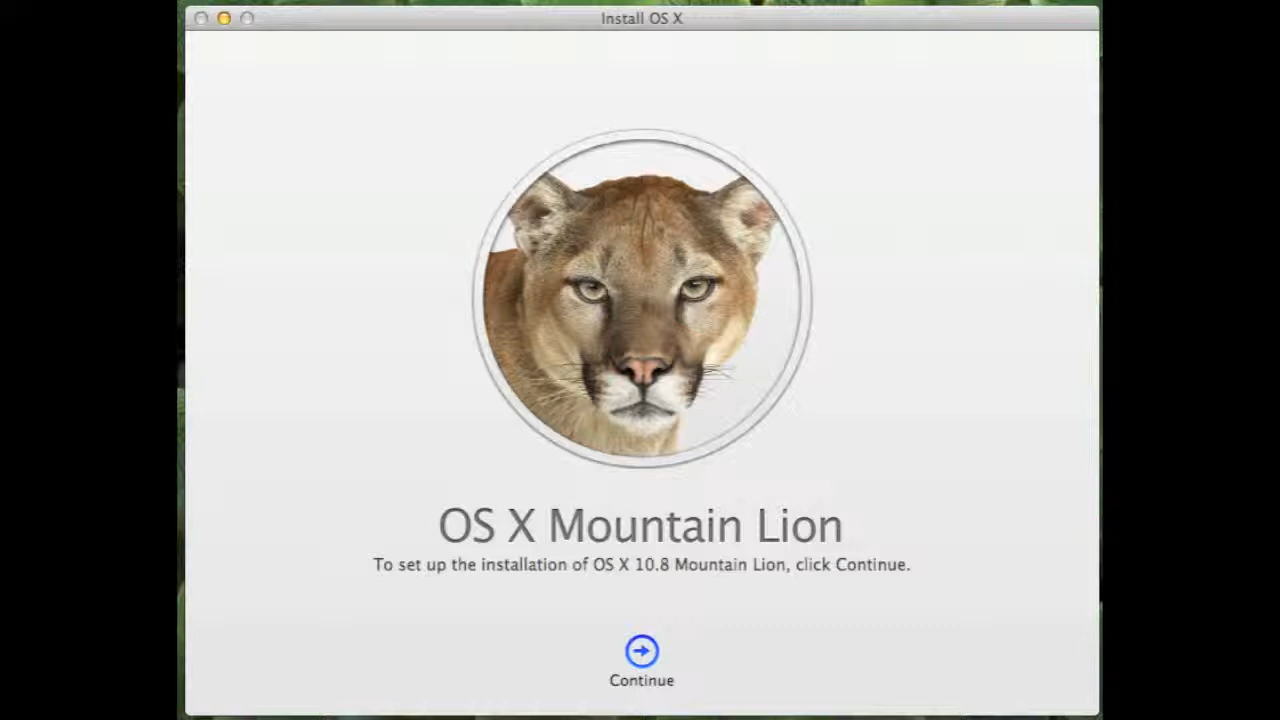 Install OS X
OS X Mountain Lion
To set up the installation of OS X 10.8 Mountain Lion, click Continue.
Continue